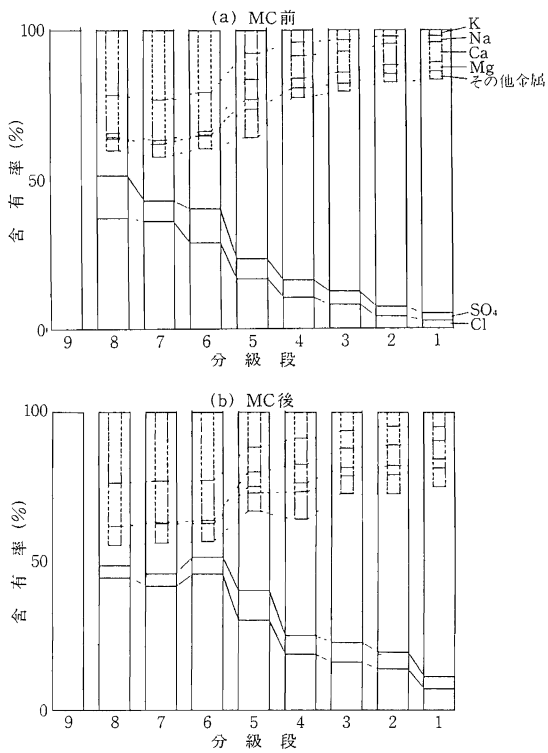 (a) MC前
100
50
0
含有率(%)
9 8 7 6 5 4 3 2 1
分級段
K
Na
Ca
Mg
その他金属
SO₄
Cl
(b) MC後
100
50
0
含有率(%)
9 8 7 6 5 4 3 2 1
分級段